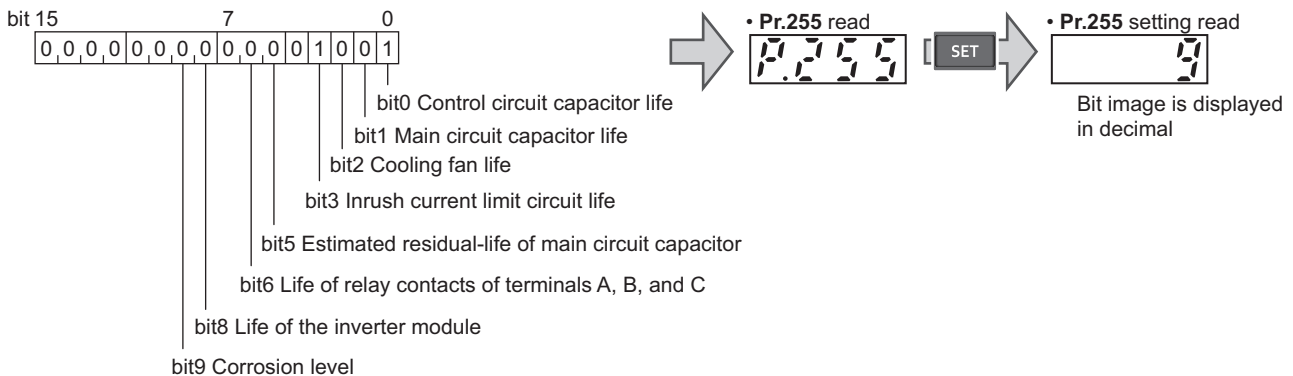 bit 15 7 0
0 0 0 0 0 0 0 0 0 0 0 0 1 0 0 1
bit0 Control circuit capacitor life
bit1 Main circuit capacitor life
bit2 Cooling fan life
bit3 Inrush current limit circuit life
bit5 Estimated residual-life of main circuit capacitor
bit6 Life of relay contacts of terminals A, B, and C
bit8 Life of the inverter module
bit9 Corrosion level
• Pr.255 read
P.255
SET
• Pr.255 setting read
9
Bit image is displayed
in decimal